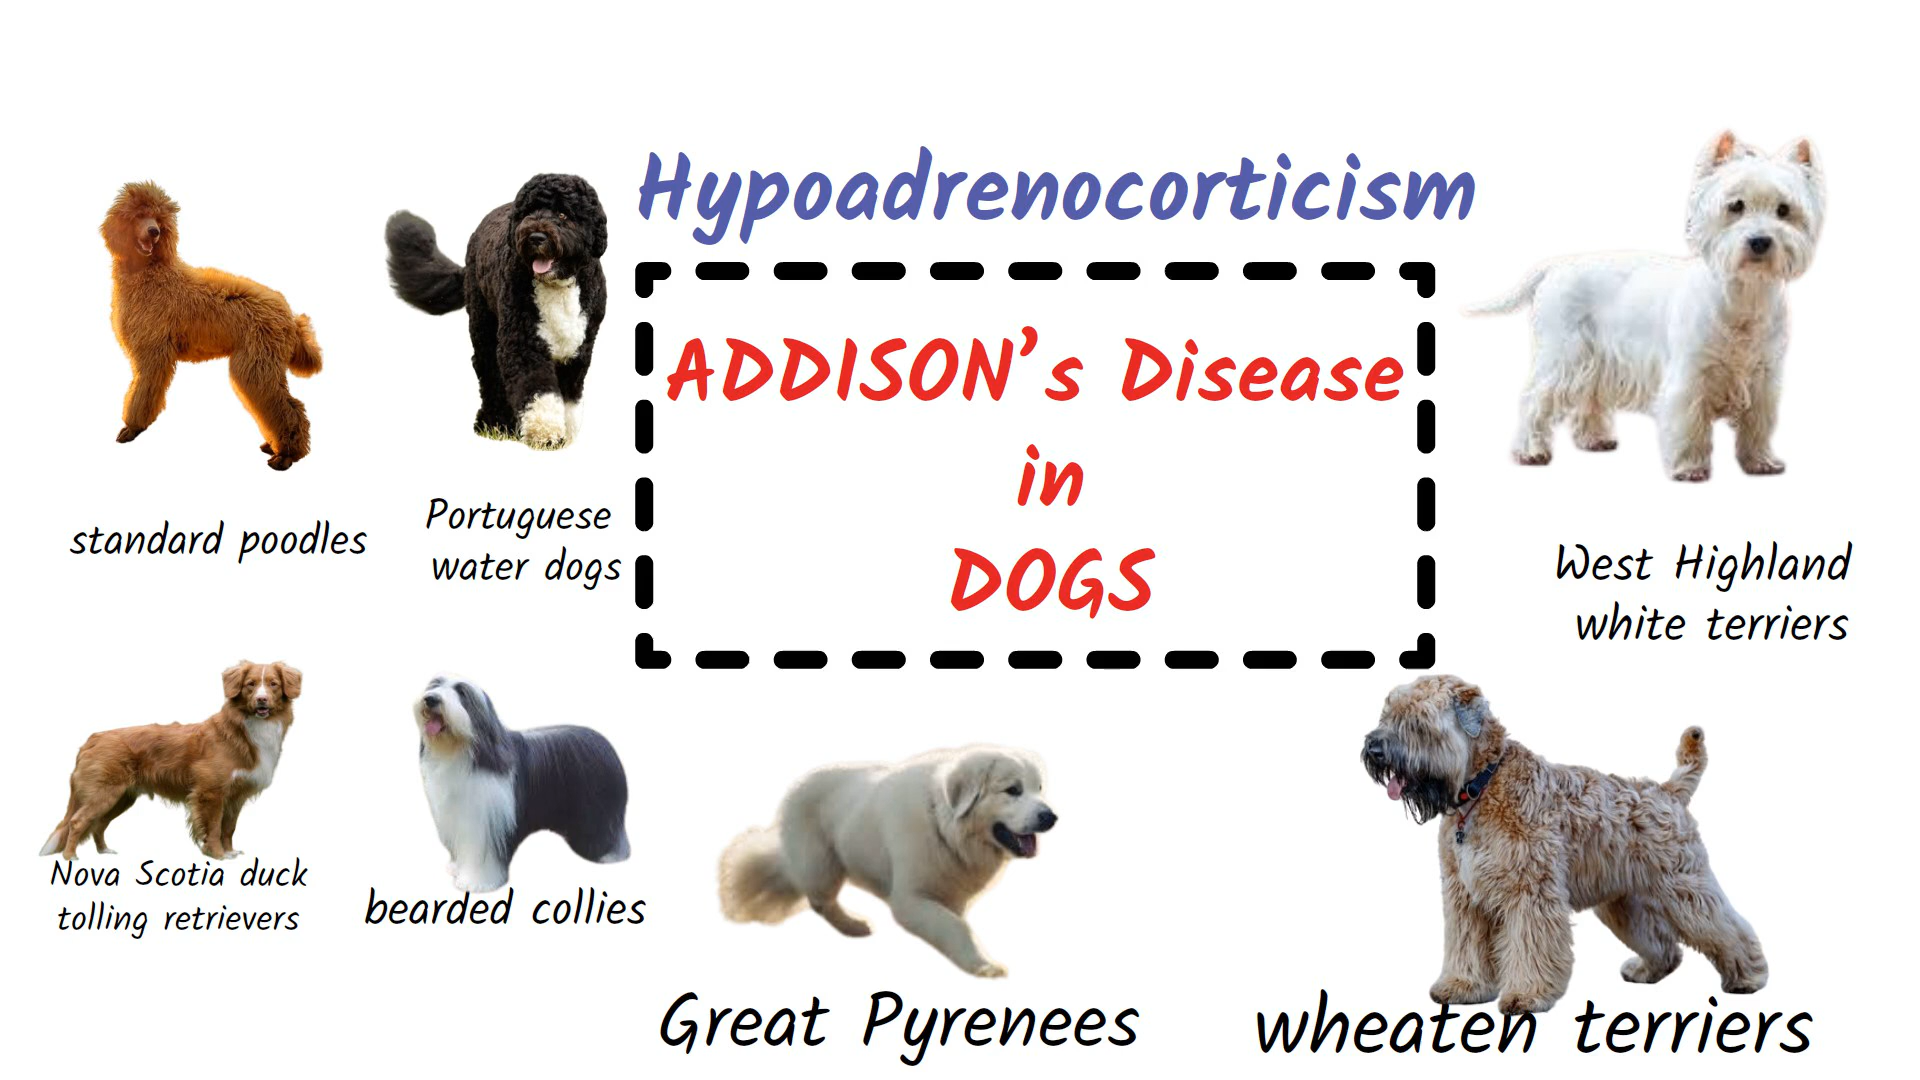 Hypoadrenocorticism
ADDISON's Disease
in
DOGS
standard poodles
Portuguese
water dogs
West Highland
white terriers
Nova Scotia duck
tolling retrievers
bearded collies
Great Pyrenees
wheaten terriers